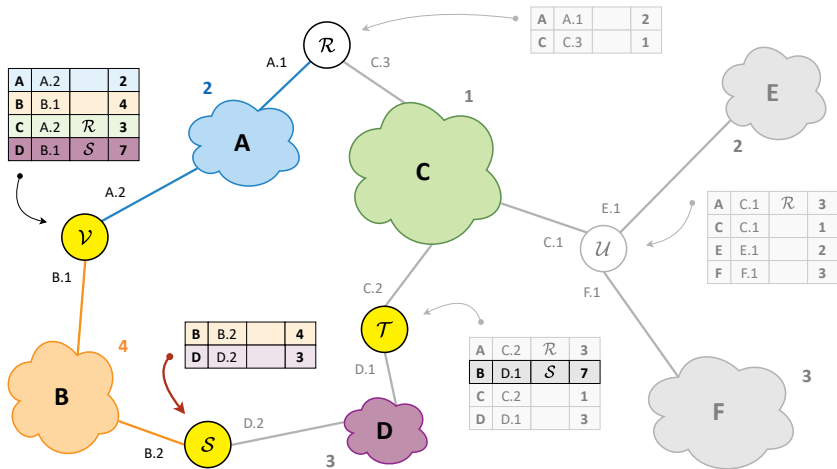 A A.1 2
C C.3 1
R
A.1
C.3
A A.2 2
B B.1 4
C A.2 R 3
D B.1 S 7
2
A
1
C
E
2
A.2
V
B.1
E.1
C.1
U
F.1
A C.1 R 3
C C.1 1
E E.1 2
F F.1 3
C.2
T
D.1
B B.2 4
D D.2 3
A C.2 R 3
B D.1 S 7
C C.2 1
D D.1 3
4
B
B.2
S
D.2
3
D
F
3